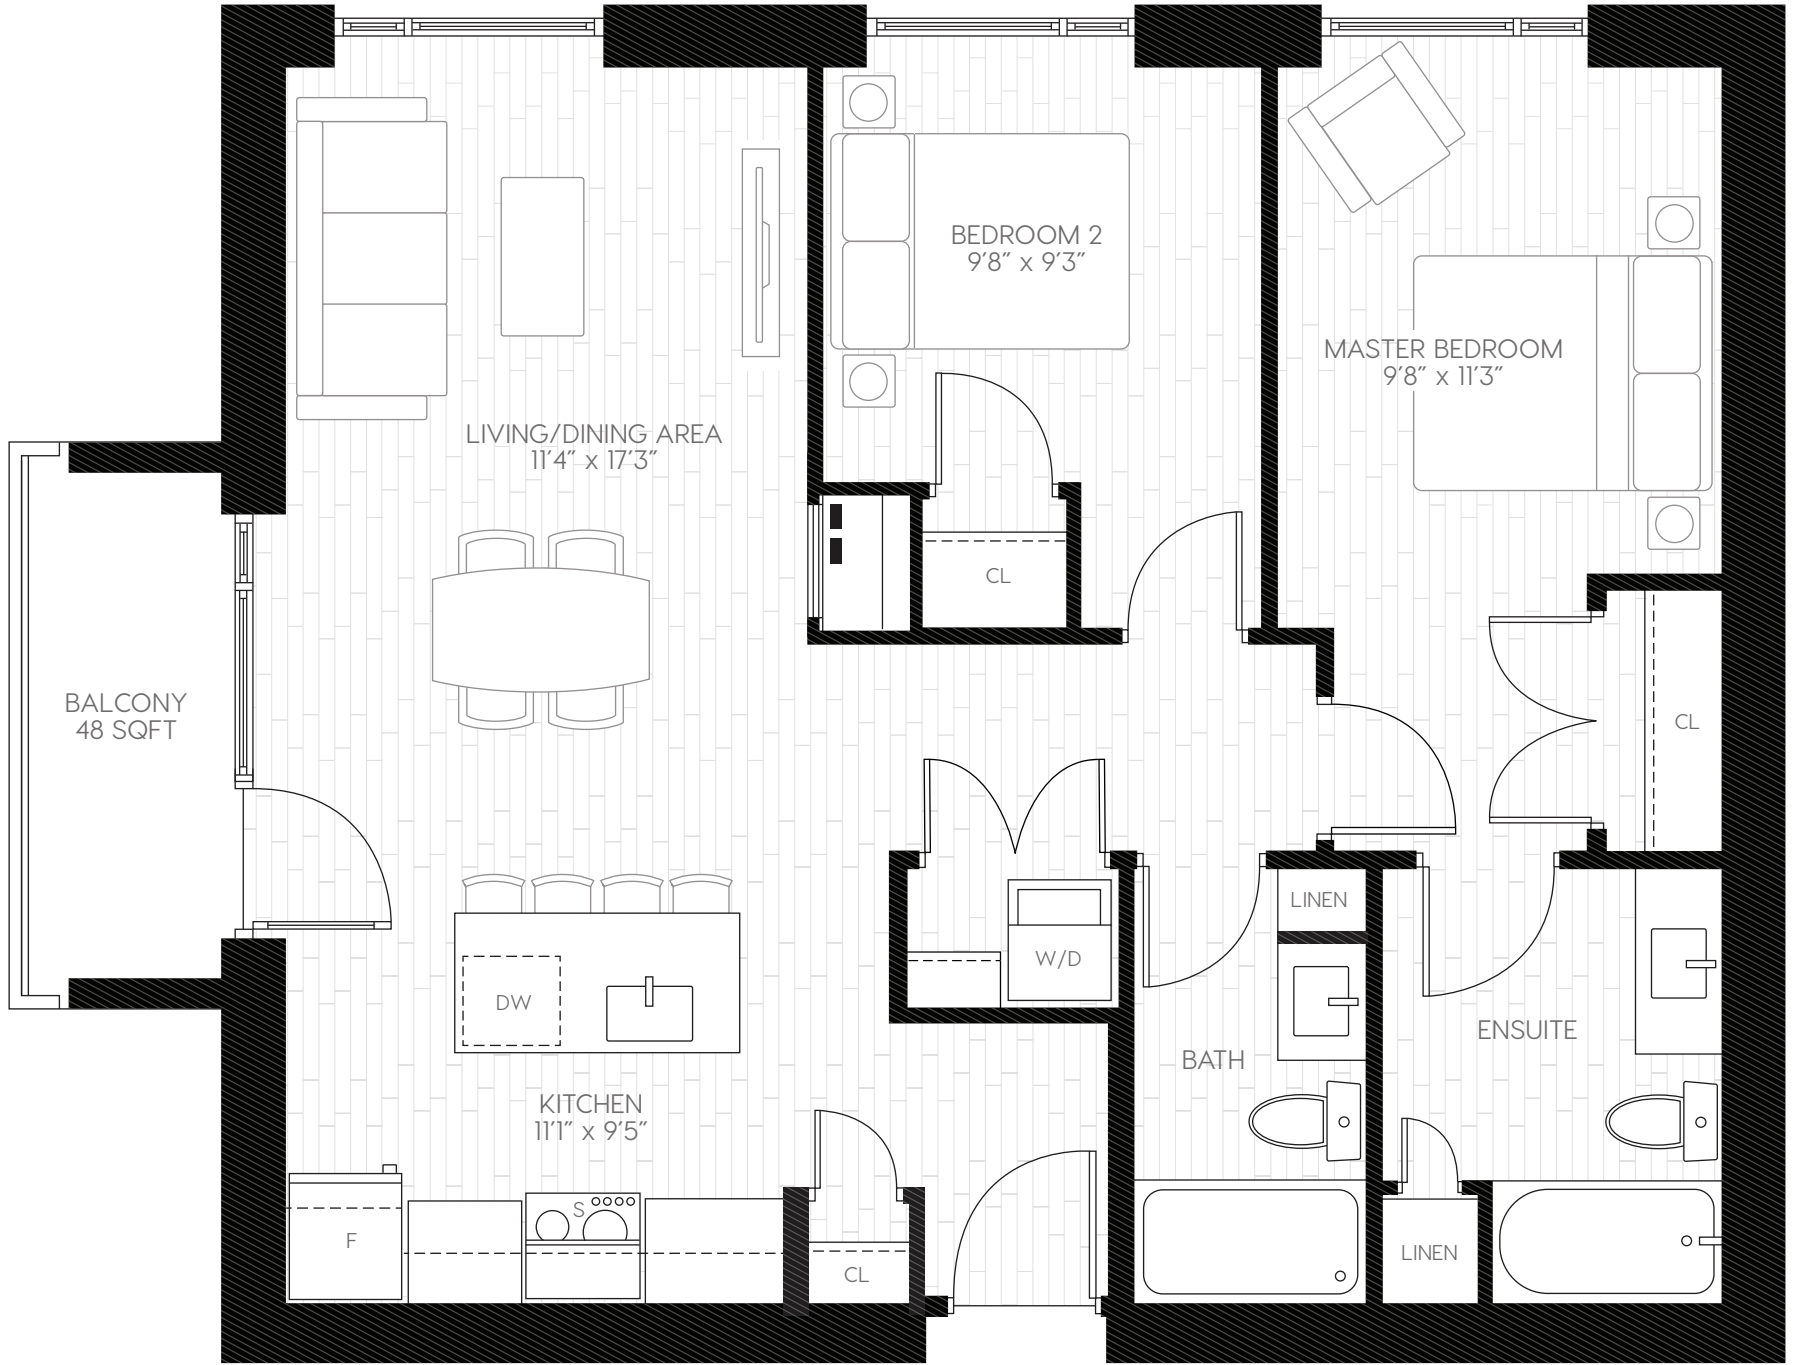 BEDROOM 2
9'8" x 9'3"
MASTER BEDROOM
9'8" x 11'3"
LIVING/DINING AREA
11'4" x 17'3"
CL
BALCONY
48 SQFT
CL
LINEN
W/D
DW
ENSUITE
BATH
KITCHEN
11'1" x 9'5"
S
F
LINEN
CL